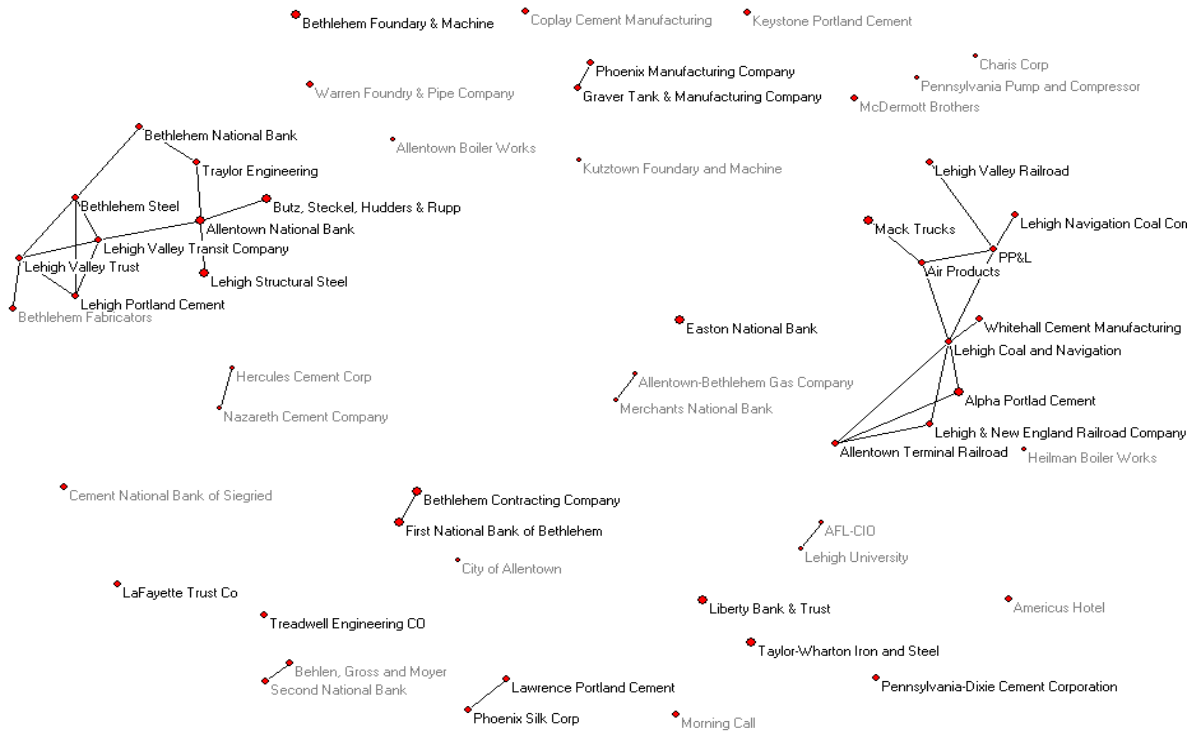 Bethlehem Foundary & Machine
Coplay Cement Manufacturing
Keystone Portland Cement
Charis Corp
Phoenix Manufacturing Company
Pennsylvania Pump and Compressor
Warren Foundry & Pipe Company
Graver Tank & Manufacturing Company
McDermott Brothers
Bethlehem National Bank
Allentown Boiler Works
Kutztown Foundary and Machine
Traylor Engineering
Lehigh Valley Railroad
Bethlehem Steel
Butz, Steckel, Hudders & Rupp
Lehigh Navigation Coal Com
Allentown National Bank
Mack Trucks
Lehigh Valley Transit Company
PP&L
Lehigh Valley Trust
Air Products
Lehigh Structural Steel
Lehigh Portland Cement
Bethlehem Fabricators
Easton National Bank
Whitehall Cement Manufacturing
Lehigh Coal and Navigation
Hercules Cement Corp
Allentown-Bethlehem Gas Company
Alpha Portlad Cement
Nazareth Cement Company
Merchants National Bank
Lehigh & New England Railroad Company
Allentown Terminal Railroad
Heilman Boiler Works
Cement National Bank of Siegried
Bethlehem Contracting Company
First National Bank of Bethlehem
AFL-CIO
Lehigh University
City of Allentown
LaFayette Trust Co
Liberty Bank & Trust
Americus Hotel
Treadwell Engineering CO
Taylor-Wharton Iron and Steel
Behlen, Gross and Moyer
Second National Bank
Lawrence Portland Cement
Pennsylvania-Dixie Cement Corporation
Phoenix Silk Corp
Morning Call